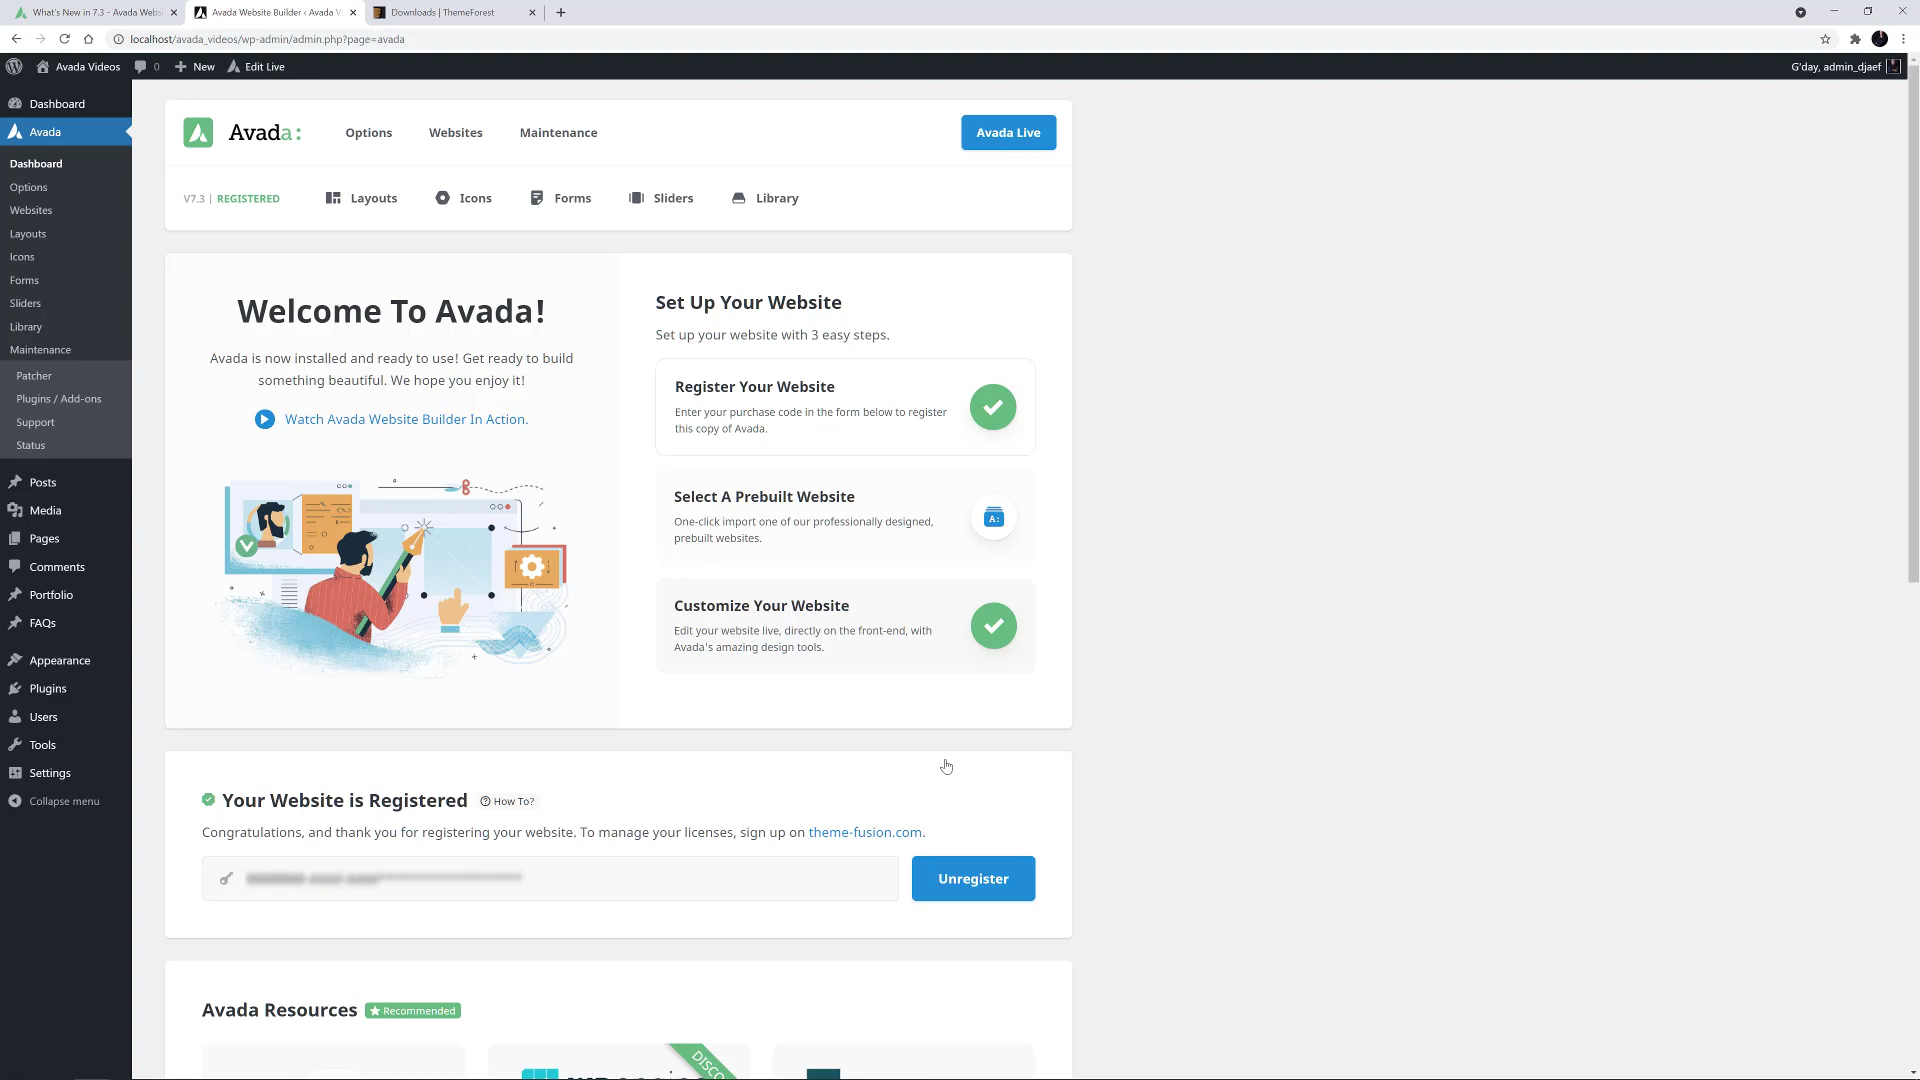 What's New in 7.3 - Avada Webs
Avada Website Builder ‹ Avada V
Downloads | ThemeForest
localhost/avada_videos/wp-admin/admin.php?page=avada
Avada Videos
0
New
Edit Live
G'day, admin_djaef
Dashboard
Avada
Dashboard
Options
Websites
Layouts
Icons
Forms
Sliders
Library
Maintenance
Patcher
Plugins / Add-ons
Support
Status
Posts
Media
Pages
Comments
Portfolio
FAQs
Appearance
Plugins
Users
Tools
Settings
Collapse menu
Avada:
Options
Websites
Maintenance
Avada Live
V7.3 | REGISTERED
Layouts
Icons
Forms
Sliders
Library
Welcome To Avada!
Avada is now installed and ready to use! Get ready to build
something beautiful. We hope you enjoy it!
Watch Avada Website Builder In Action.
Set Up Your Website
Set up your website with 3 easy steps.
Register Your Website
Enter your purchase code in the form below to register
this copy of Avada.
Select A Prebuilt Website
One-click import one of our professionally designed,
prebuilt websites.
A:
Customize Your Website
Edit your website live, directly on the front-end, with
Avada's amazing design tools.
Your Website is Registered
How To?
Congratulations, and thank you for registering your website. To manage your licenses, sign up on theme-fusion.com.
Unregister
Avada Resources
Recommended